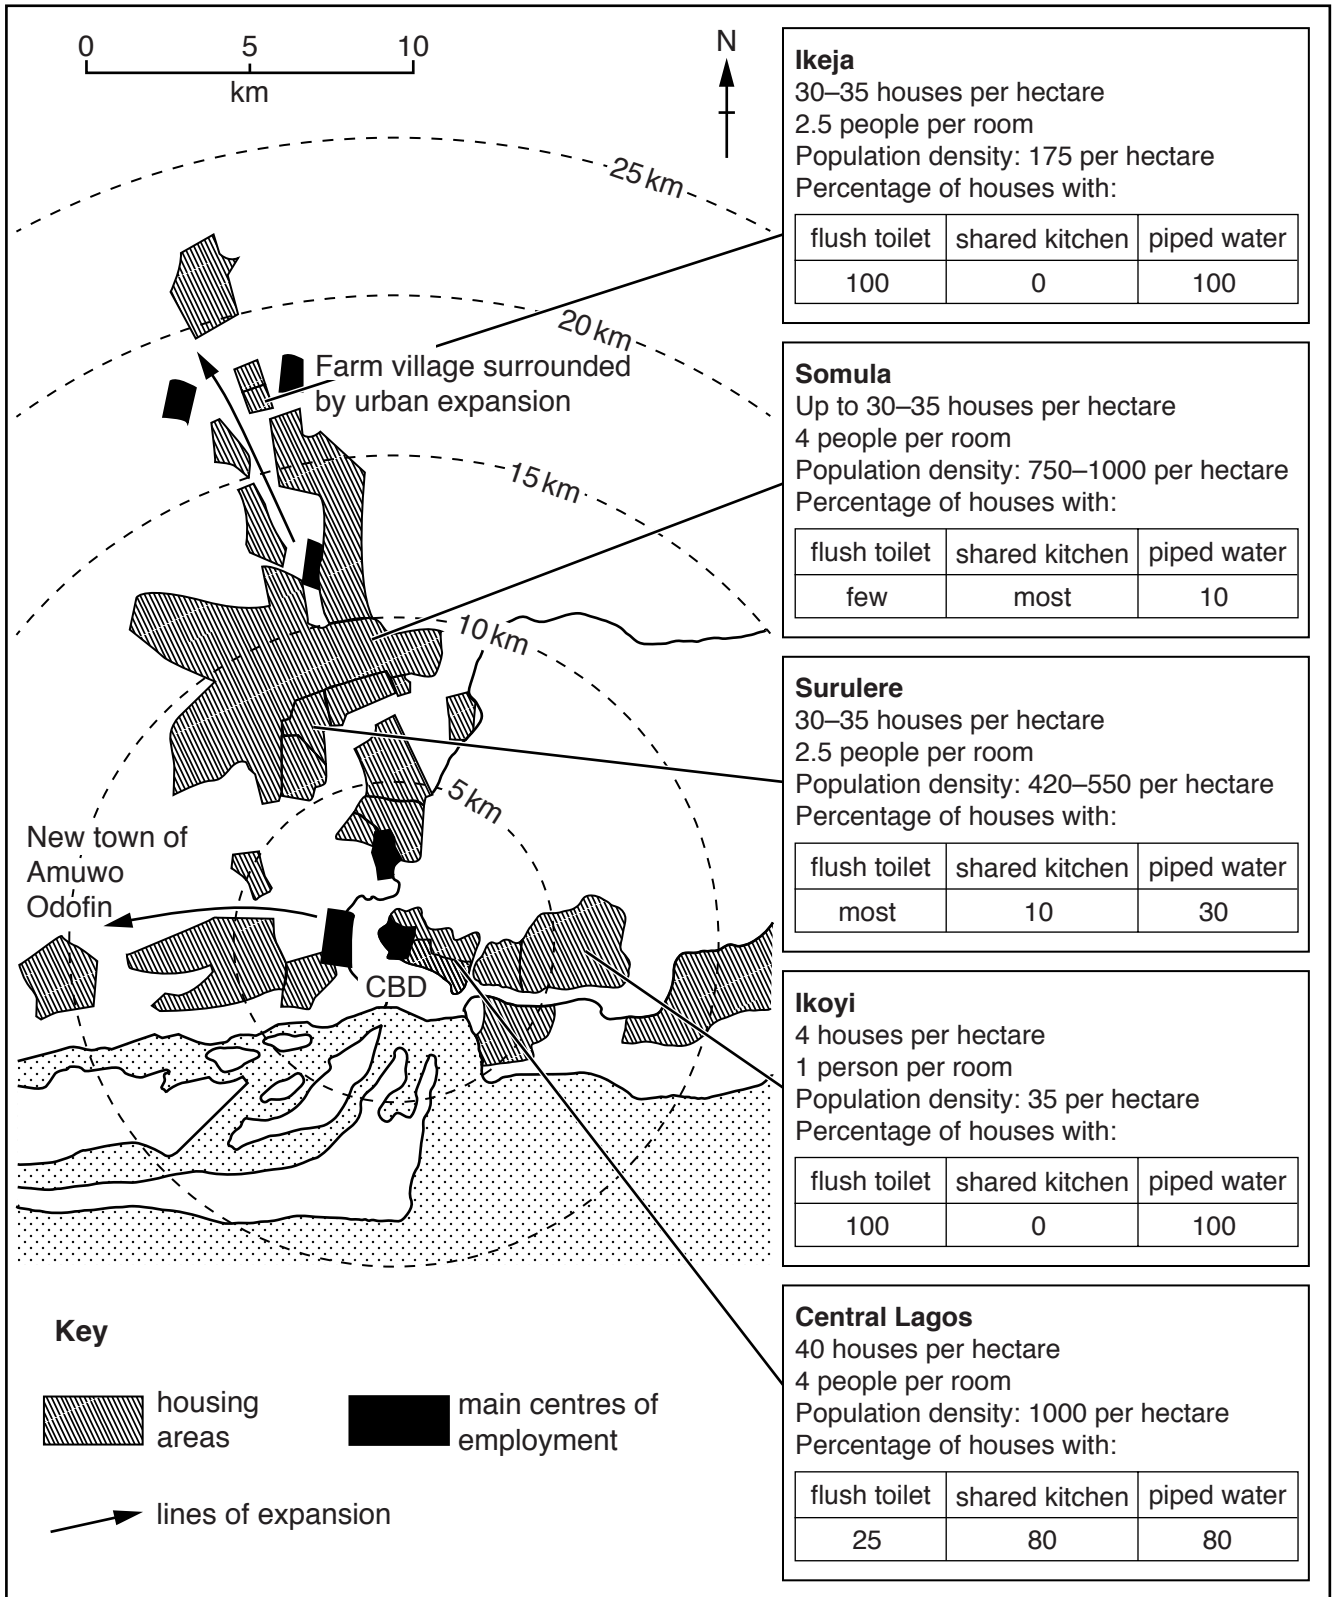 0 5 10
km
N
25 km
20 km
Farm village surrounded
by urban expansion
15 km
10 km
5 km
New town of
Amuwo
Odofin
CBD
Key
housing
areas
main centres of
employment
lines of expansion
Ikeja
30–35 houses per hectare
2.5 people per room
Population density: 175 per hectare
Percentage of houses with:
flush toilet shared kitchen piped water
100 0 100
Somula
Up to 30–35 houses per hectare
4 people per room
Population density: 750–1000 per hectare
Percentage of houses with:
flush toilet shared kitchen piped water
few most 10
Surulere
30–35 houses per hectare
2.5 people per room
Population density: 420–550 per hectare
Percentage of houses with:
flush toilet shared kitchen piped water
most 10 30
Ikoyi
4 houses per hectare
1 person per room
Population density: 35 per hectare
Percentage of houses with:
flush toilet shared kitchen piped water
100 0 100
Central Lagos
40 houses per hectare
4 people per room
Population density: 1000 per hectare
Percentage of houses with:
flush toilet shared kitchen piped water
25 80 80